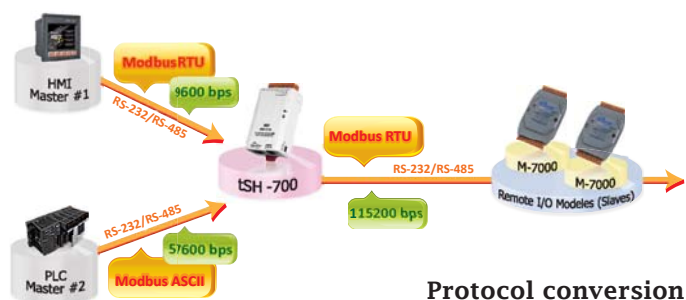 HMI
Master #1
ModbusRTU
9600 bps
RS-232/RS-485
tSH -700
Modbus RTU
RS-232/RS-485
115200 bps
M-7000
M-7000
Remote I/O Modeles (Slaves)
RS-232/RS-485
57600 bps
Modbus ASCII
PLC
Master #2
Protocol conversion